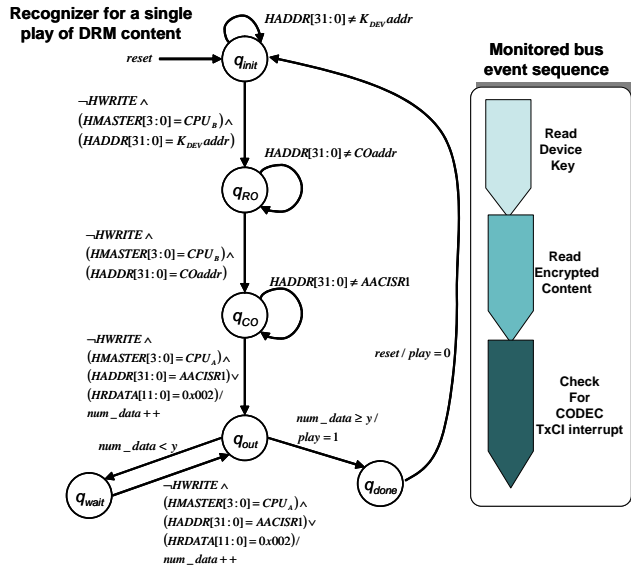 Recognizer for a single
play of DRM content
HADDR[31:0] ≠ K_DEV addr
reset
q_init
Monitored bus
event sequence
¬HWRITE ∧
(HMASTER[3:0] = CPU_B) ∧
(HADDR[31:0] = K_DEV addr)
HADDR[31:0] ≠ COaddr
Read
Device
Key
q_RO
¬HWRITE ∧
(HMASTER[3:0] = CPU_B) ∧
(HADDR[31:0] = COaddr)
HADDR[31:0] ≠ AACISR1
Read
Encrypted
Content
q_CO
¬HWRITE ∧
(HMASTER[3:0] = CPU_A) ∧
(HADDR[31:0] = AACISR1) ∨
(HRDATA[11:0] = 0x002)/
num_data++
reset / play = 0
Check
For
CODEC
TxCI interrupt
num_data ≥ y /
play = 1
q_out
num_data < y
q_wait
q_done
¬HWRITE ∧
(HMASTER[3:0] = CPU_A) ∧
(HADDR[31:0] = AACISR1) ∨
(HRDATA[11:0] = 0x002)/
num_data++